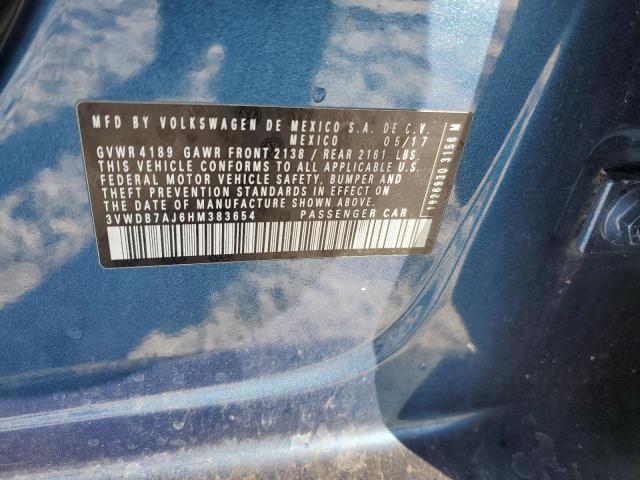 MFD BY VOLKSWAGEN DE MEXICO S.A. DE C.V.
MEXICO 05/17
GVWR 4189 GAWR FRONT 2138 / REAR 2161 LBS.
THIS VEHICLE CONFORMS TO ALL APPLICABLE U.S.
FEDERAL MOTOR VEHICLE SAFETY, BUMPER, AND
THEFT PREVENTION STANDARDS IN EFFECT ON
THE DATE OF MANUFACTURE SHOWN ABOVE.
3VWDB7AJ6HM383654 PASSENGER CAR
1926930 3156 M